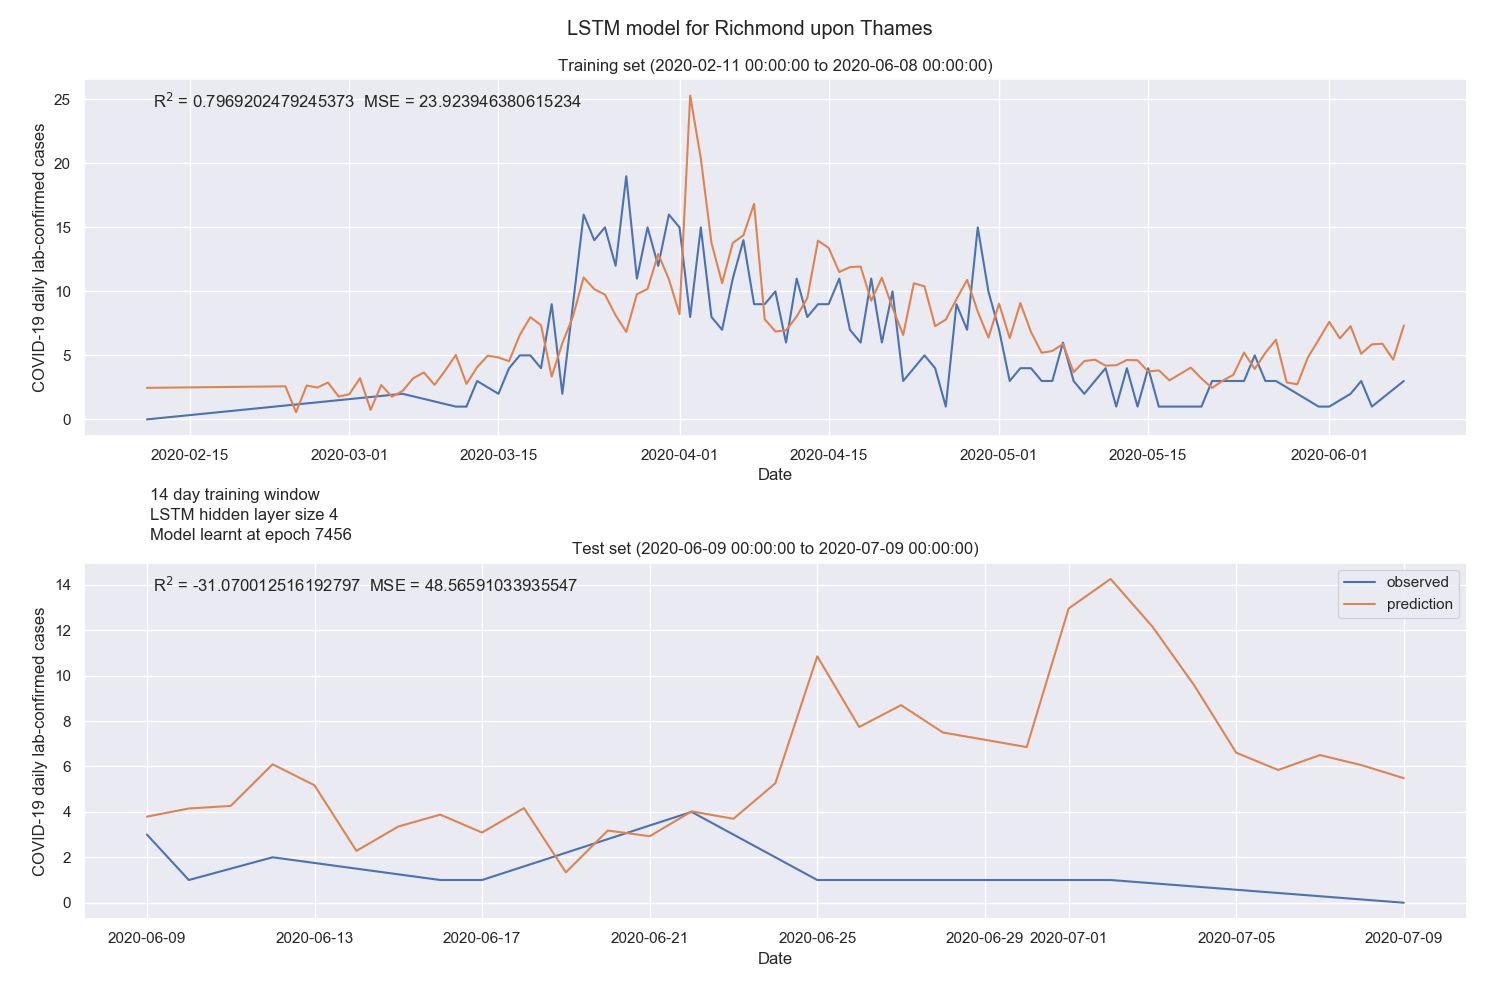 LSTM model for Richmond upon Thames
Training set (2020-02-11 00:00:00 to 2020-06-08 00:00:00)
R² = 0.7969202479245373 MSE = 23.923946380615234
COVID-19 daily lab-confirmed cases
25
20
15
10
5
0
2020-02-15 2020-03-01 2020-03-15 2020-04-01 2020-04-15 2020-05-01 2020-05-15 2020-06-01
Date
14 day training window
LSTM hidden layer size 4
Model learnt at epoch 7456
Test set (2020-06-09 00:00:00 to 2020-07-09 00:00:00)
R² = -31.070012516192797 MSE = 48.56591033935547
observed
prediction
COVID-19 daily lab-confirmed cases
14
12
10
8
6
4
2
0
2020-06-09 2020-06-13 2020-06-17 2020-06-21 2020-06-25 2020-06-29 2020-07-01 2020-07-05 2020-07-09
Date